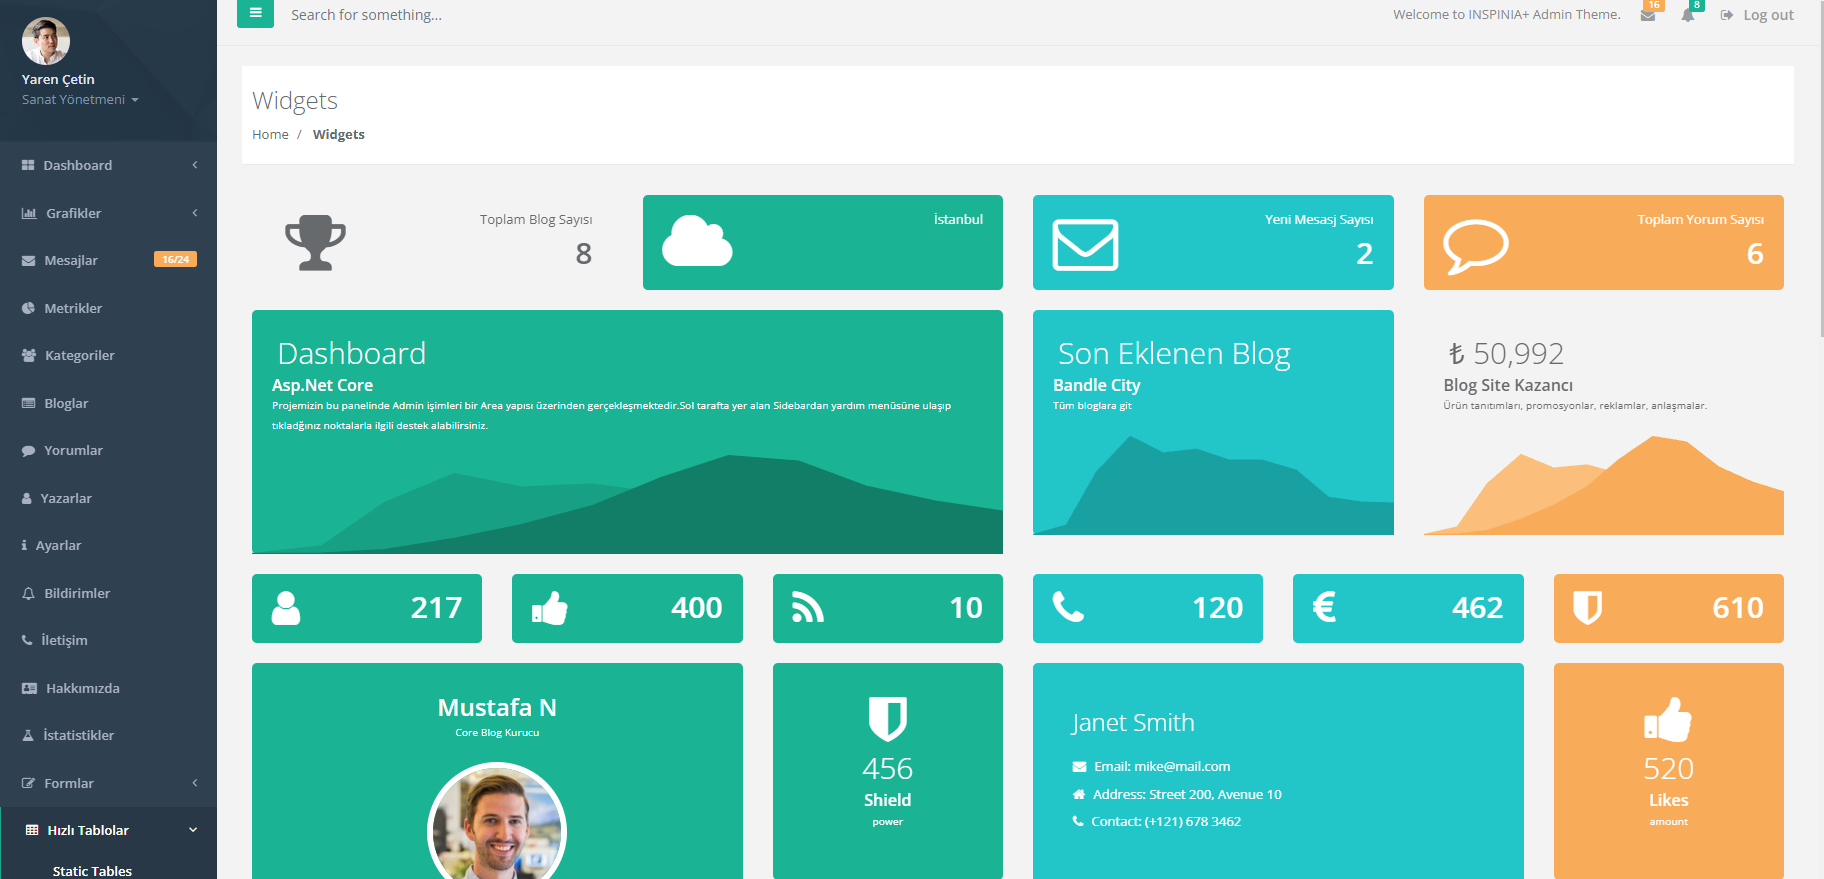 Yaren Çetin
Sanat Yönetmeni
Dashboard
Grafikler
Mesajlar 16/24
Metrikler
Kategoriler
Bloglar
Yorumlar
Yazarlar
Ayarlar
Bildirimler
İletişim
Hakkımızda
İstatistikler
Formlar
Hızlı Tablolar
Static Tables
Search for something...
Welcome to INSPINIA+ Admin Theme. 16 8 Log out
Widgets
Home / Widgets
Toplam Blog Sayısı
8
İstanbul
Yeni Mesasj Sayısı
2
Toplam Yorum Sayısı
6
Dashboard
Asp.Net Core
Projemizin bu panelinde Admin işimleri bir Area yapısı üzerinden gerçekleşmektedir.Sol tarafta yer alan Sidebardan yardım menüsüne ulaşıp
tıkladğınız noktalarla ilgili destek alabilirsiniz.
Son Eklenen Blog
Bandle City
Tüm bloglara git
₺ 50,992
Blog Site Kazancı
Ürün tanıtımları, promosyonlar, reklamlar, anlaşmalar.
217
400
10
120
€ 462
610
Mustafa N
Core Blog Kurucu
456
Shield
power
Janet Smith
Email: mike@mail.com
Address: Street 200, Avenue 10
Contact: (+121) 678 3462
520
Likes
amount